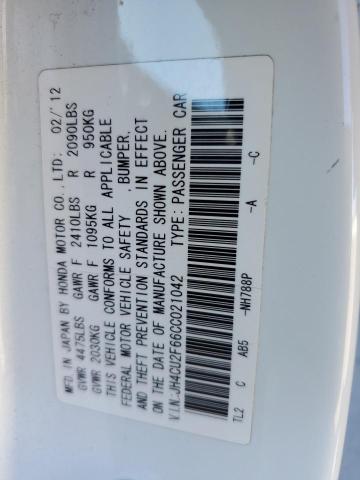 MFD IN JAPAN BY HONDA MOTOR CO.,LTD: 02/'12
GVWR 4475LBS GAWR F 2410LBS R 2090LBS
GVWR 2030KG GAWR F 1095KG R 950KG
THIS VEHICLE CONFORMS TO ALL APPLICABLE
FEDERAL MOTOR VEHICLE SAFETY ,BUMPER,
AND THEFT PREVENTION STANDARDS IN EFFECT
ON THE DATE OF MANUFACTURE SHOWN ABOVE.
V.I.N.:JH4CU2F66CC021042 TYPE: PASSENGER CAR
TL2 C AB5 -NH788P -A -C